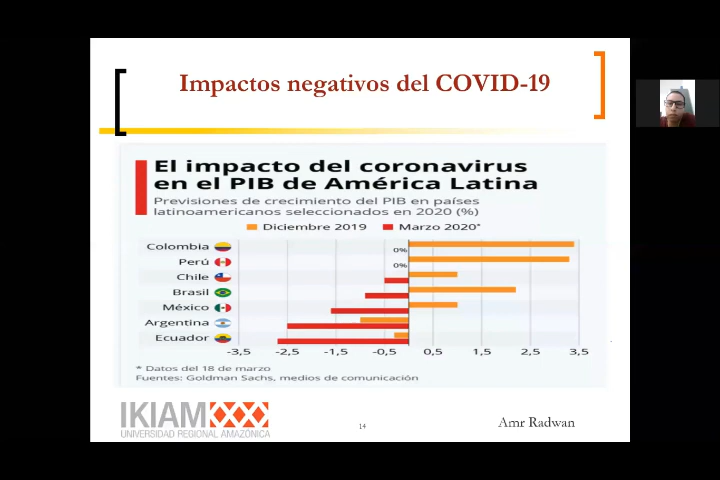 Impactos negativos del COVID-19
El impacto del coronavirus
en el PIB de América Latina
Previsiones de crecimiento del PIB en países
latinoamericanos seleccionados en 2020 (%)
Diciembre 2019 Marzo 2020*
Colombia 0%
Perú 0%
Chile
Brasil
México
Argentina
Ecuador
-3,5 -2,5 -1,5 -0,5 0,5 1,5 2,5 3,5
* Datos del 18 de marzo
Fuentes: Goldman Sachs, medios de comunicación
IKIAM
UNIVERSIDAD REGIONAL AMAZÓNICA
14
Amr Radwan